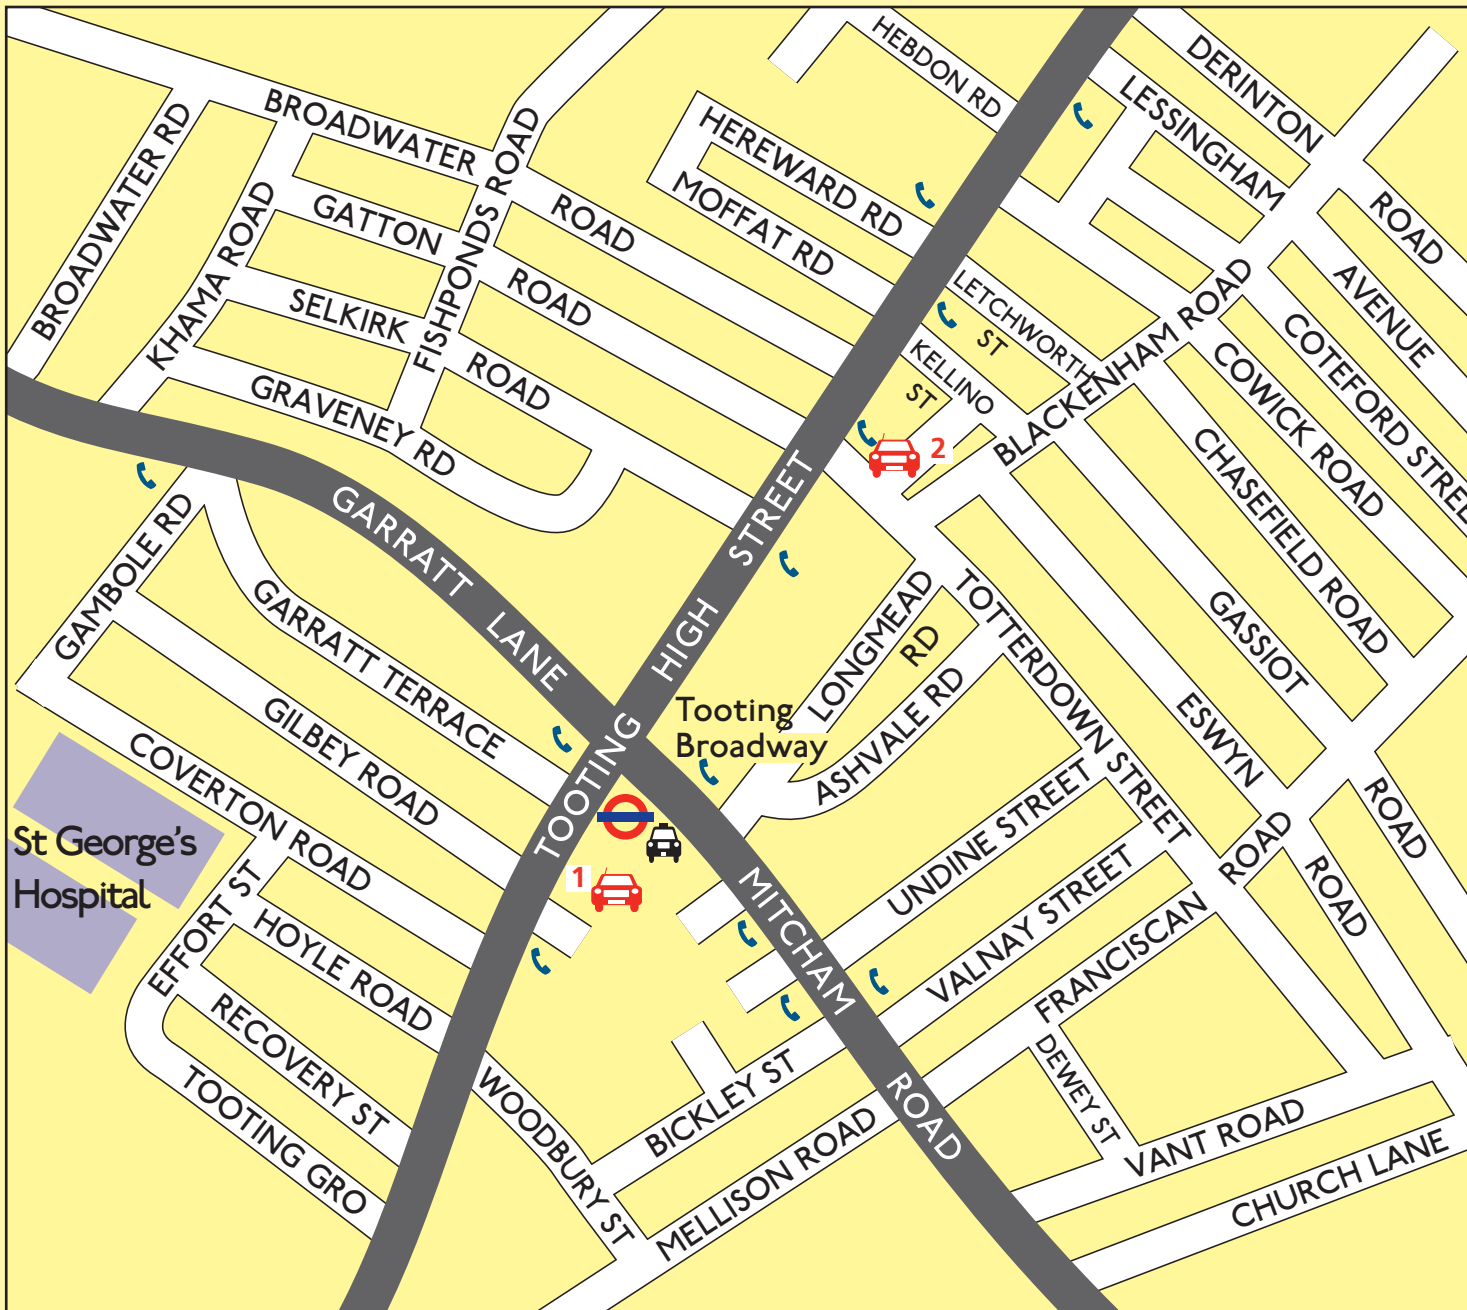 HEBDON RD
DERINTON
ROAD
LESSINGHAM
AVENUE
BROADWATER RD
BROADWATER
ROAD
FISHPONDS ROAD
HEREWARD RD
MOFFAT RD
KHAMA ROAD
GATTON
ROAD
SELKIRK
ROAD
GRAVENEY RD
LETCHWORTH
ST
KELLINO
ST
BLACKENHAM ROAD
COTEFORD STREE
COWICK ROAD
CHASEFIELD ROAD
GASSIOT
ROAD
ESWYN
ROAD
2
GARRATT LANE
TOOTING HIGH STREET
GAMBOLE RD
GARRATT TERRACE
GILBEY ROAD
COVERTON ROAD
LONGMEAD
RD
ASHVALE RD
TOTTERDOWN STREET
Tooting
Broadway
St George's
Hospital
1
EFFORT ST
HOYLE ROAD
RECOVERY ST
TOOTING GRO
MITCHAM
ROAD
UNDINE STREET
VALNAY STREET
FRANCISCAN
ROAD
DEWEY ST
WOODBURY ST
BICKLEY ST
MELLISON ROAD
VANT ROAD
CHURCH LANE